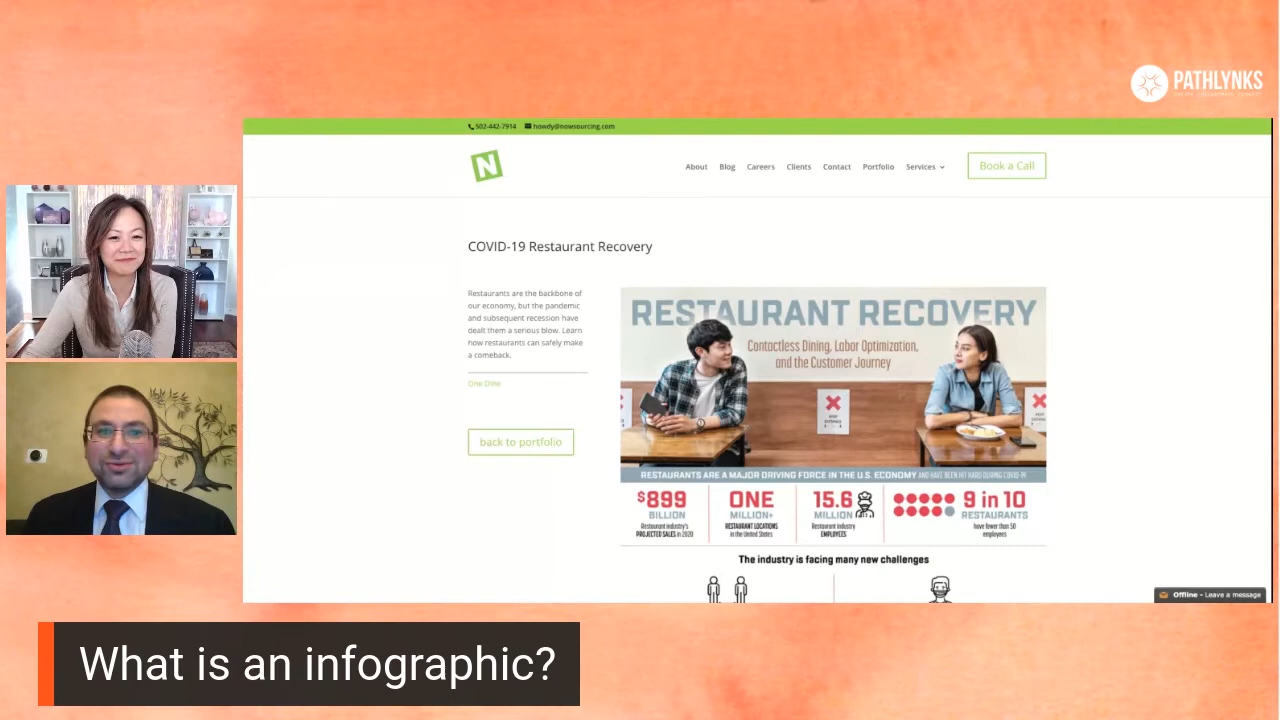 PATHLYNKS
502-442-7914 howdy@nowsourcing.com
N
About Blog Careers Clients Contact Portfolio Services Book a Call
COVID-19 Restaurant Recovery
Restaurants are the backbone of
our economy, but the pandemic
and subsequent recession have
dealt them a serious blow. Learn
how restaurants can safely make
a comeback.
One Dine
back to portfolio
RESTAURANT RECOVERY
Contactless Dining, Labor Optimization,
and the Customer Journey
RESTAURANTS ARE A MAJOR DRIVING FORCE IN THE U.S. ECONOMY AND HAVE BEEN HIT HARD DURING COVID-19
$899
BILLION
Restaurant industry's
PROJECTED SALES in 2020
ONE
MILLION+
RESTAURANT LOCATIONS
in the United States
15.6
MILLION
Restaurant industry
EMPLOYEES
9 in 10
RESTAURANTS
have fewer than 50
employees
The industry is facing many new challenges
Offline - Leave a message
What is an infographic?